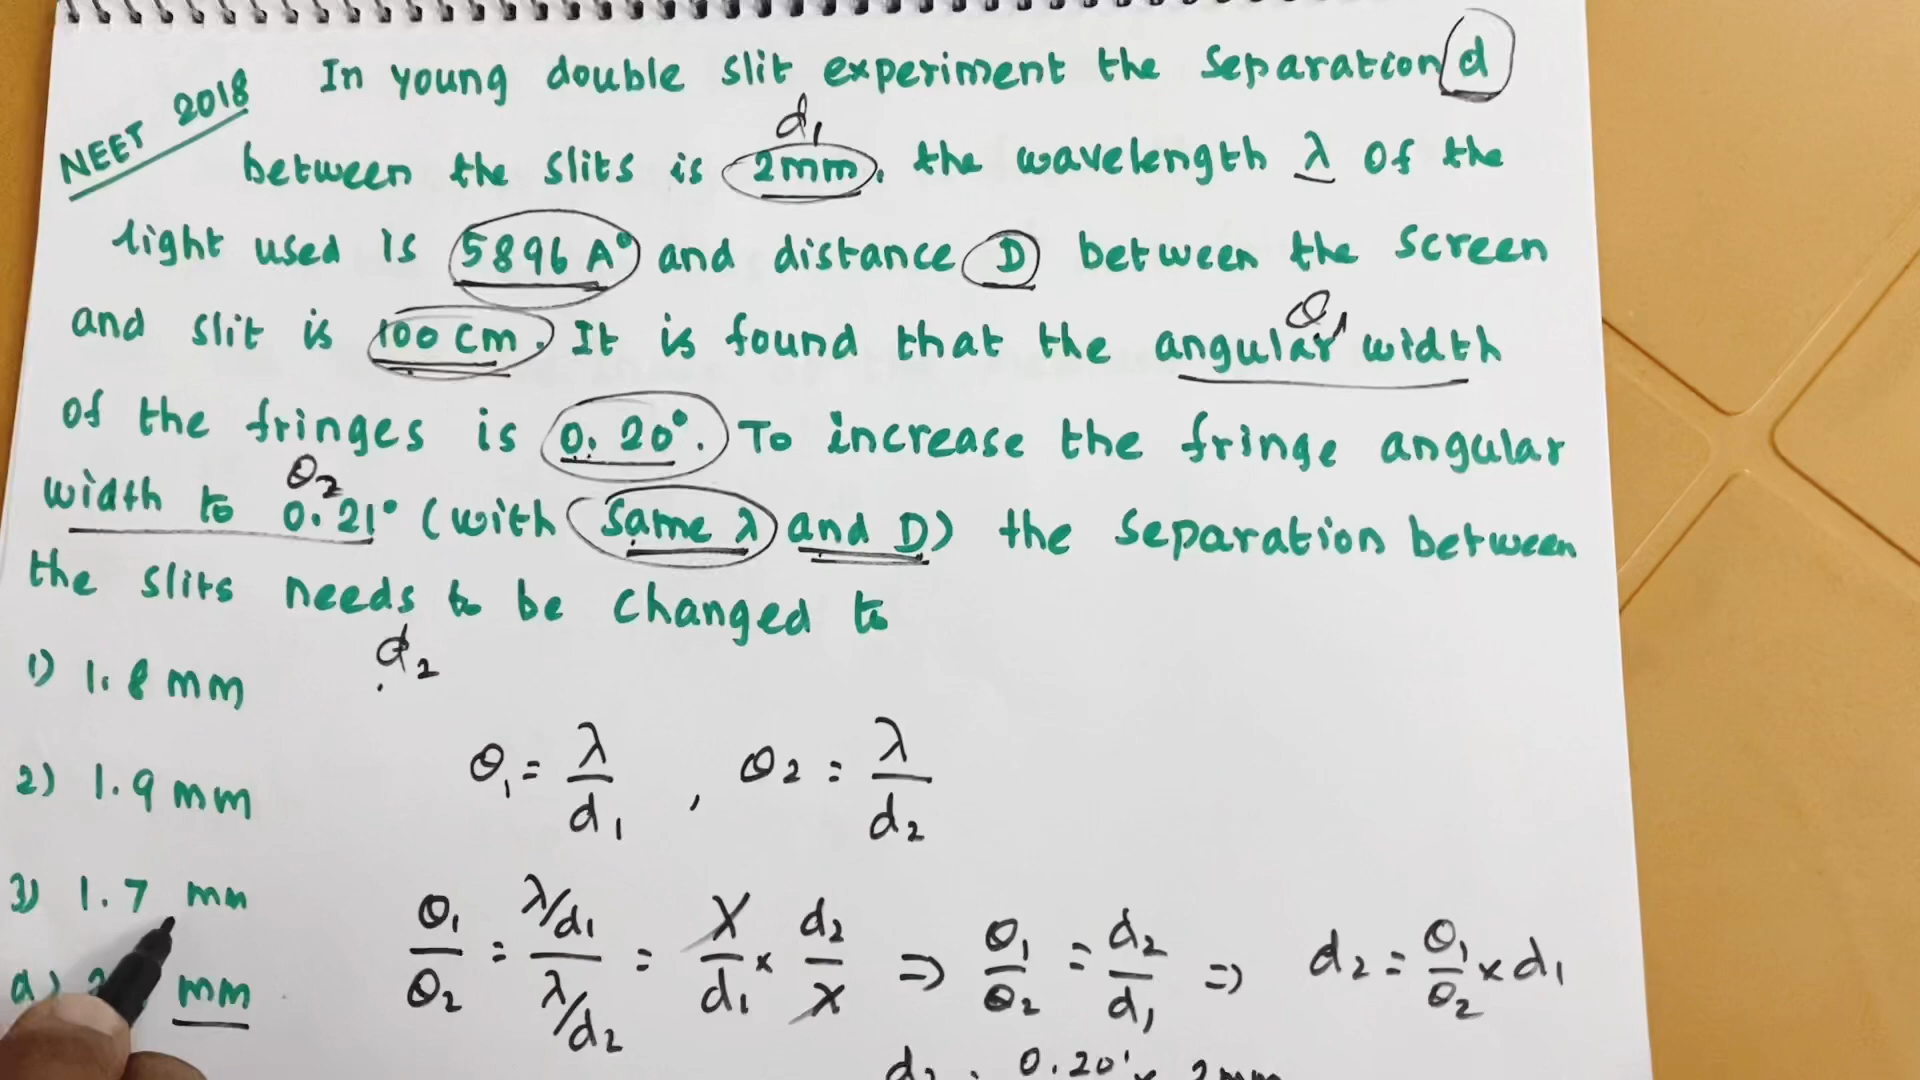 NEET 2018
In young double slit experiment the separation d
d₁
between the slits is 2mm. the wavelength λ of the
light used is 5896 A° and distance D between the screen
and slit is 100 cm. It is found that the angular width
θ₁
of the fringes is 0.20°. To increase the fringe angular
θ₂
width to 0.21° (with same λ and D) the separation between
the slits needs to be changed to
d₂
1) 1.8 mm
2) 1.9 mm
3) 1.7 mm
mm
θ₁ = λ/d₁ , θ₂ = λ/d₂
θ₁/θ₂ = (λ/d₁)/(λ/d₂) = λ/d₁ × d₂/λ ⇒ θ₁/θ₂ = d₂/d₁ ⇒ d₂ = θ₁/θ₂ × d₁
0.20° × 2mm